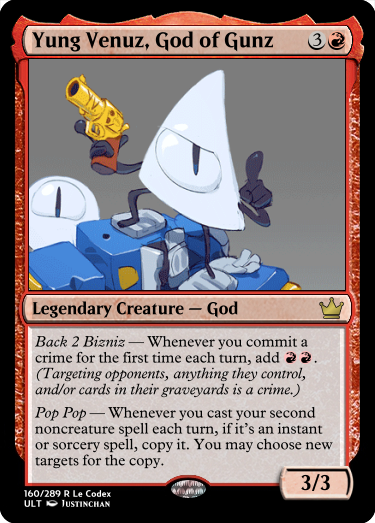 Yung Venuz, God of Gunz 3
Legendary Creature — God
Back 2 Bizniz — Whenever you commit a
crime for the first time each turn, add .
(Targeting opponents, anything they control,
and/or cards in their graveyards is a crime.)
Pop Pop — Whenever you cast your second
noncreature spell each turn, if it's an instant
or sorcery spell, copy it. You may choose new
targets for the copy.
3/3
160/289 R Le Codex
ULT Justinchan